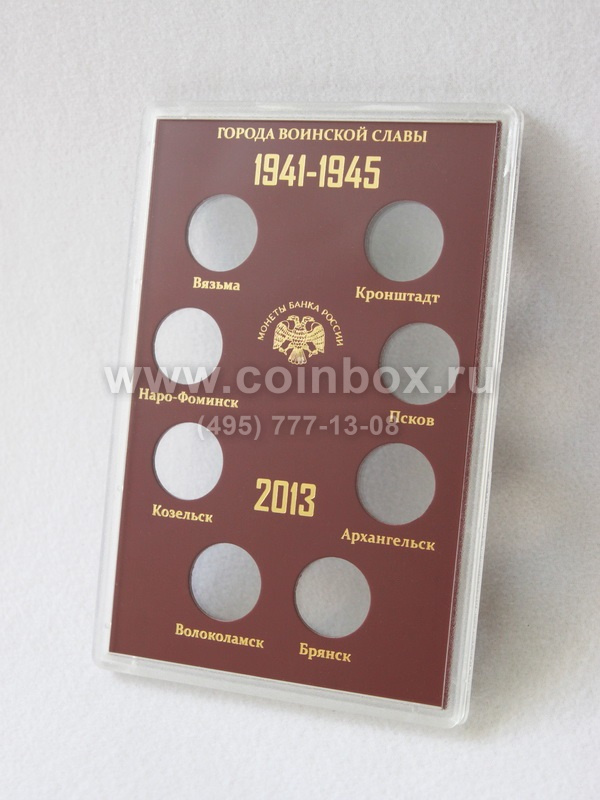 ГОРОДА ВОИНСКОЙ СЛАВЫ
1941-1945
Вязьма
Кронштадт
МОНЕТЫ БАНКА РОССИИ
www.coinbox.ru
Наро-Фоминск
Псков
(495) 777-13-08
Козельск
2013
Архангельск
Волоколамск
Брянск